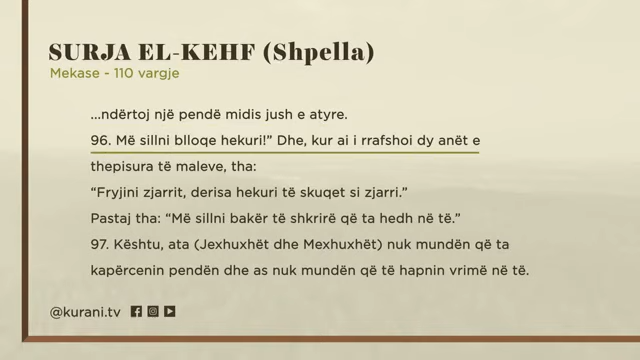 SURJA EL-KEHF (Shpella)
Mekase - 110 vargje
...ndërtoj një pendë midis jush e atyre.
96. Më sillni blloqe hekuri!” Dhe, kur ai i rrafshoi dy anët e
thepisura të maleve, tha:
“Fryjini zjarrit, derisa hekuri të skuqet si zjarri.”
Pastaj tha: “Më sillni bakër të shkrirë që ta hedh në të.”
97. Kështu, ata (Jexhuxhët dhe Mexhuxhët) nuk mundën që ta
kapërcenin pendën dhe as nuk mundën që të hapnin vrimë në të.
@kurani.tv